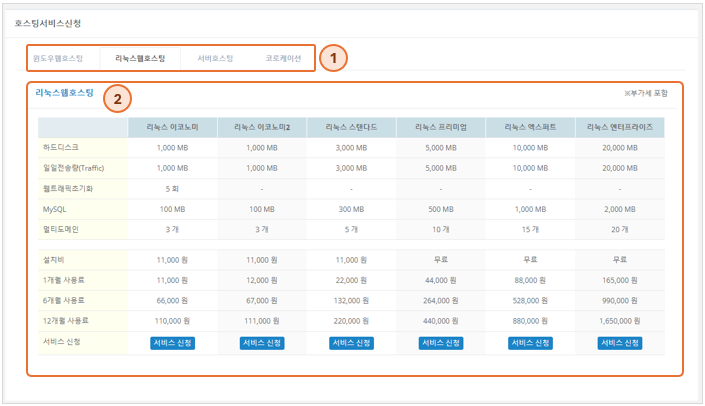 호스팅서비스신청
윈도우웹호스팅 리눅스웹호스팅 서버호스팅 코로케이션 1
리눅스웹호스팅 2 ※부가세 포함
리눅스 이코노미 리눅스 이코노미2 리눅스 스탠다드 리눅스 프리미엄 리눅스 엑스퍼트 리눅스 엔터프라이즈
하드디스크 1,000 MB 1,000 MB 3,000 MB 5,000 MB 10,000 MB 20,000 MB
일일전송량(Traffic) 1,000 MB 1,000 MB 3,000 MB 5,000 MB 10,000 MB 20,000 MB
월트래픽초기화 5 회 - - - - -
MySQL 100 MB 100 MB 300 MB 500 MB 1,000 MB 2,000 MB
멀티도메인 3 개 3 개 5 개 10 개 15 개 20 개
설치비 11,000 원 11,000 원 11,000 원 무료 무료 무료
1개월 사용료 11,000 원 12,000 원 22,000 원 44,000 원 88,000 원 165,000 원
6개월 사용료 66,000 원 67,000 원 132,000 원 264,000 원 528,000 원 990,000 원
12개월 사용료 110,000 원 111,000 원 220,000 원 440,000 원 880,000 원 1,650,000 원
서비스 신청 서비스 신청 서비스 신청 서비스 신청 서비스 신청 서비스 신청 서비스 신청